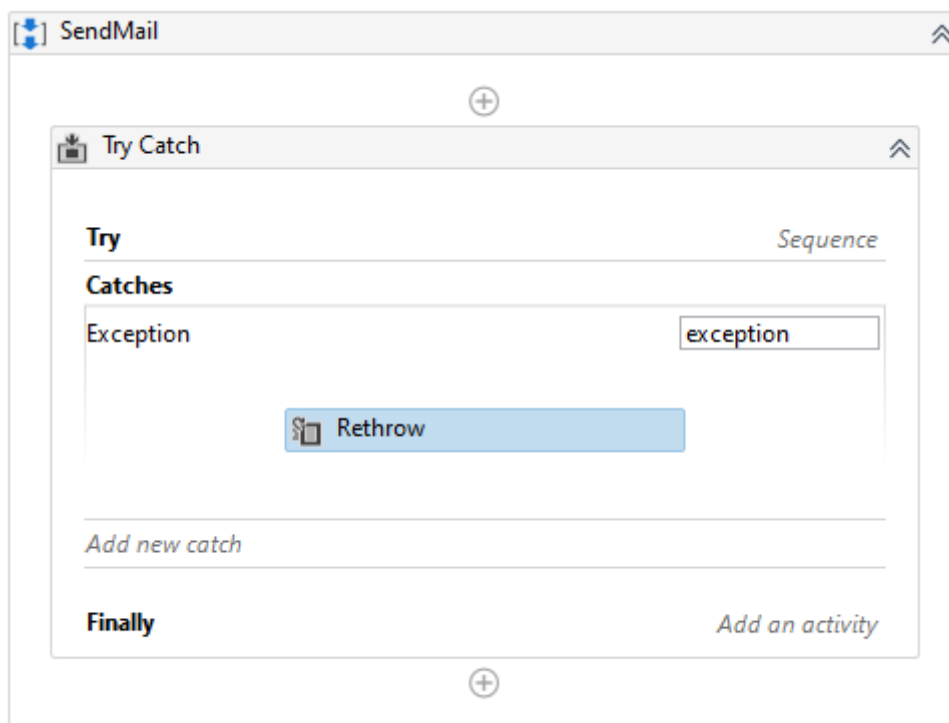 SendMail
Try Catch
Try Sequence
Catches
Exception exception
Rethrow
Add new catch
Finally Add an activity